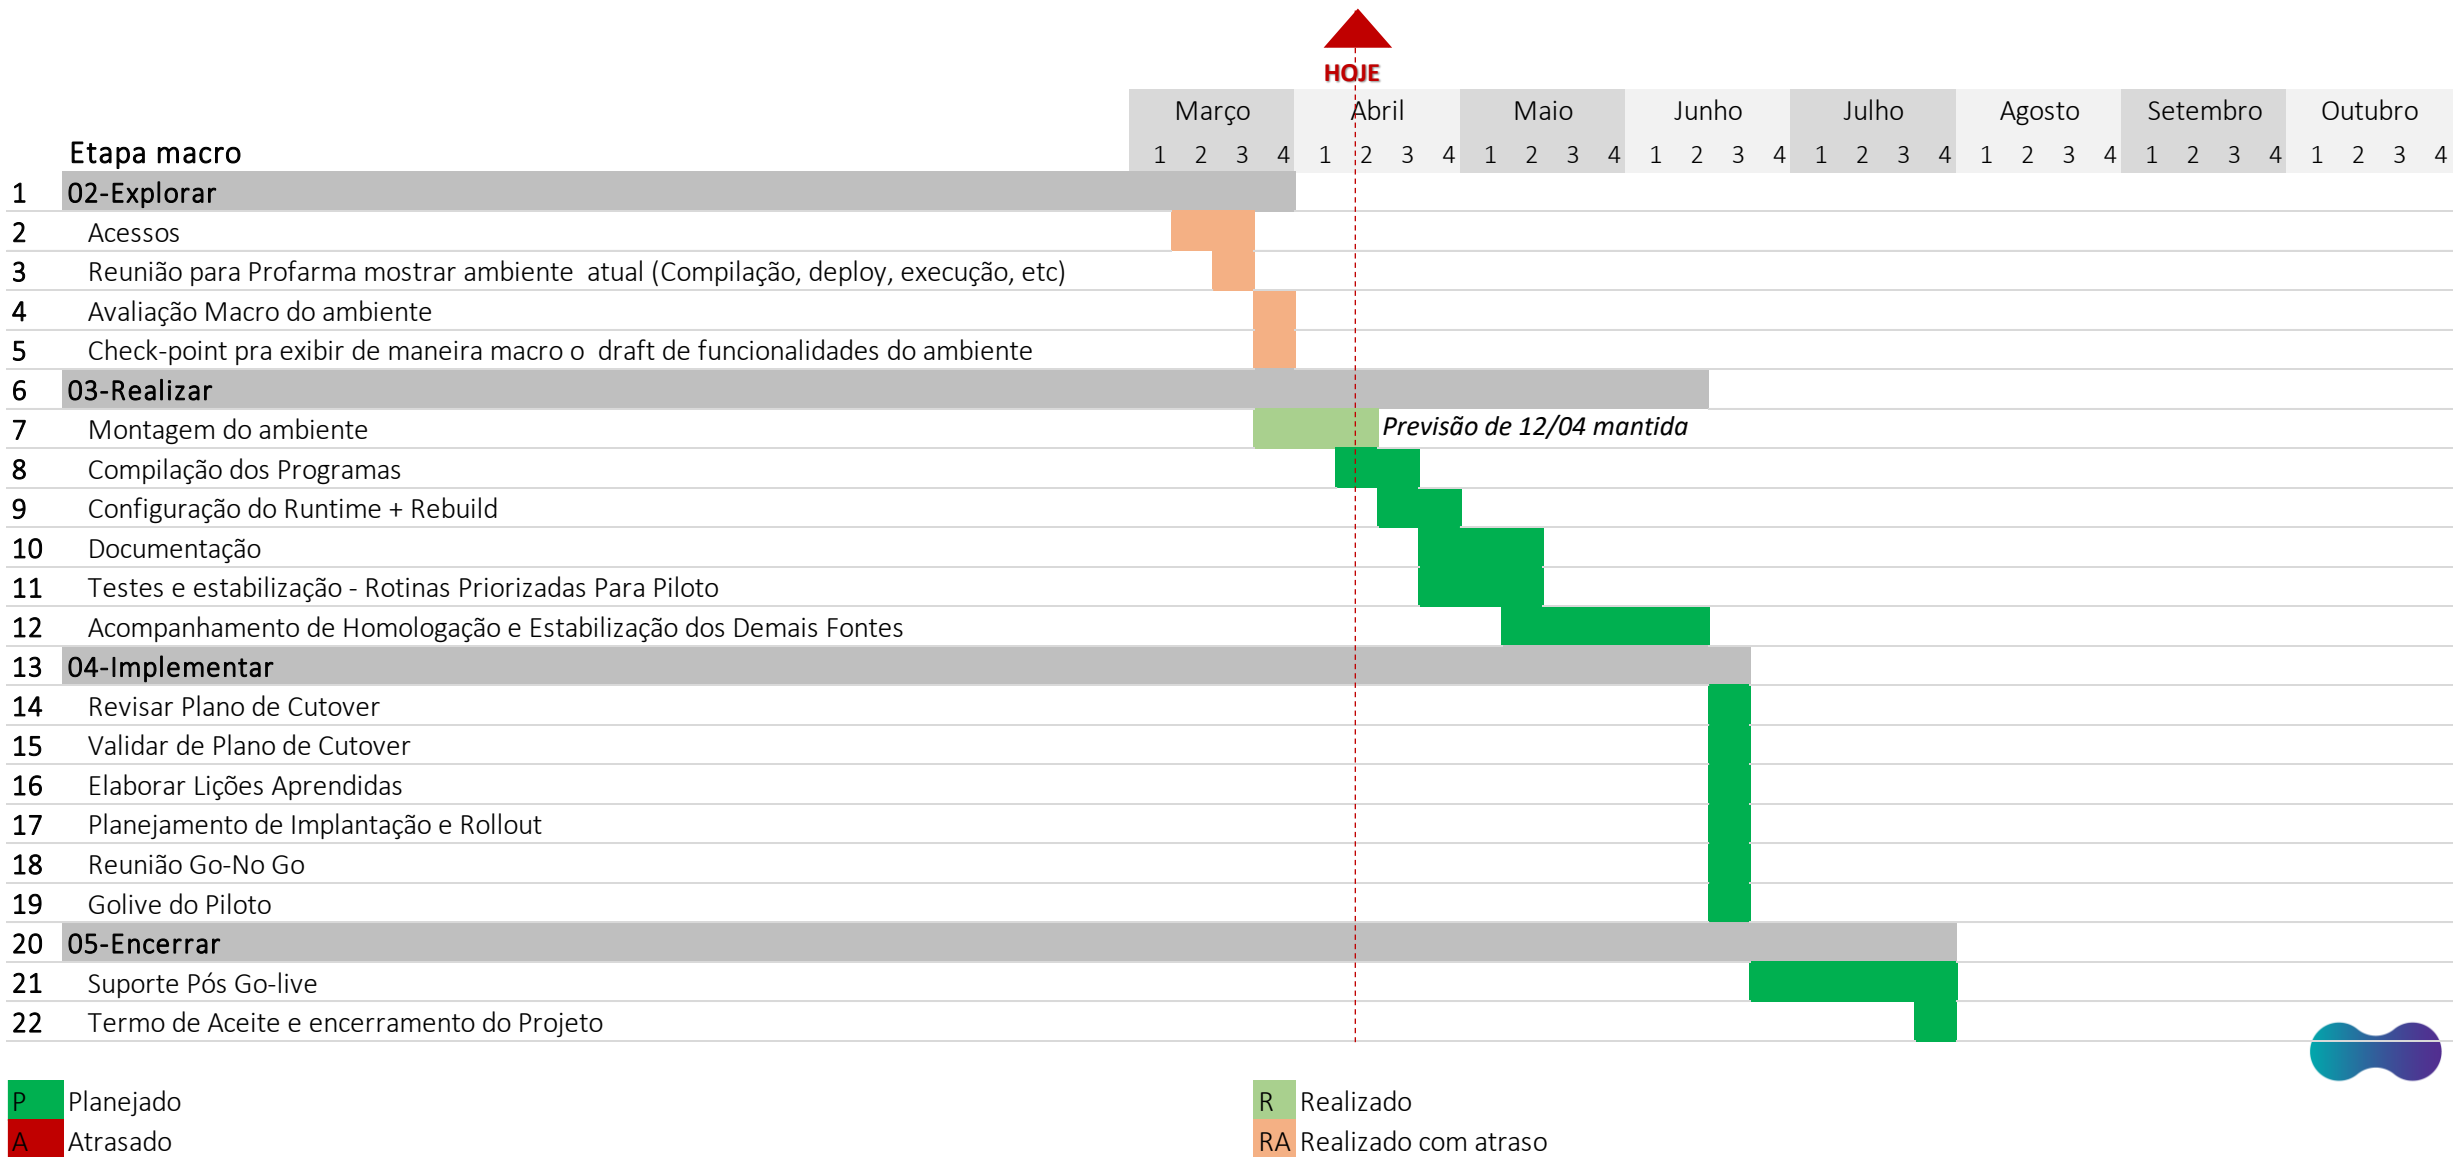 HOJE
Março Abril Maio Junho Julho Agosto Setembro Outubro
Etapa macro 1 2 3 4 1 2 3 4 1 2 3 4 1 2 3 4 1 2 3 4 1 2 3 4 1 2 3 4 1 2 3 4
1 02-Explorar
2 Acessos
3 Reunião para Profarma mostrar ambiente atual (Compilação, deploy, execução, etc)
4 Avaliação Macro do ambiente
5 Check-point pra exibir de maneira macro o draft de funcionalidades do ambiente
6 03-Realizar
7 Montagem do ambiente Previsão de 12/04 mantida
8 Compilação dos Programas
9 Configuração do Runtime + Rebuild
10 Documentação
11 Testes e estabilização - Rotinas Priorizadas Para Piloto
12 Acompanhamento de Homologação e Estabilização dos Demais Fontes
13 04-Implementar
14 Revisar Plano de Cutover
15 Validar de Plano de Cutover
16 Elaborar Lições Aprendidas
17 Planejamento de Implantação e Rollout
18 Reunião Go-No Go
19 Golive do Piloto
20 05-Encerrar
21 Suporte Pós Go-live
22 Termo de Aceite e encerramento do Projeto
P Planejado R Realizado
A Atrasado RA Realizado com atraso